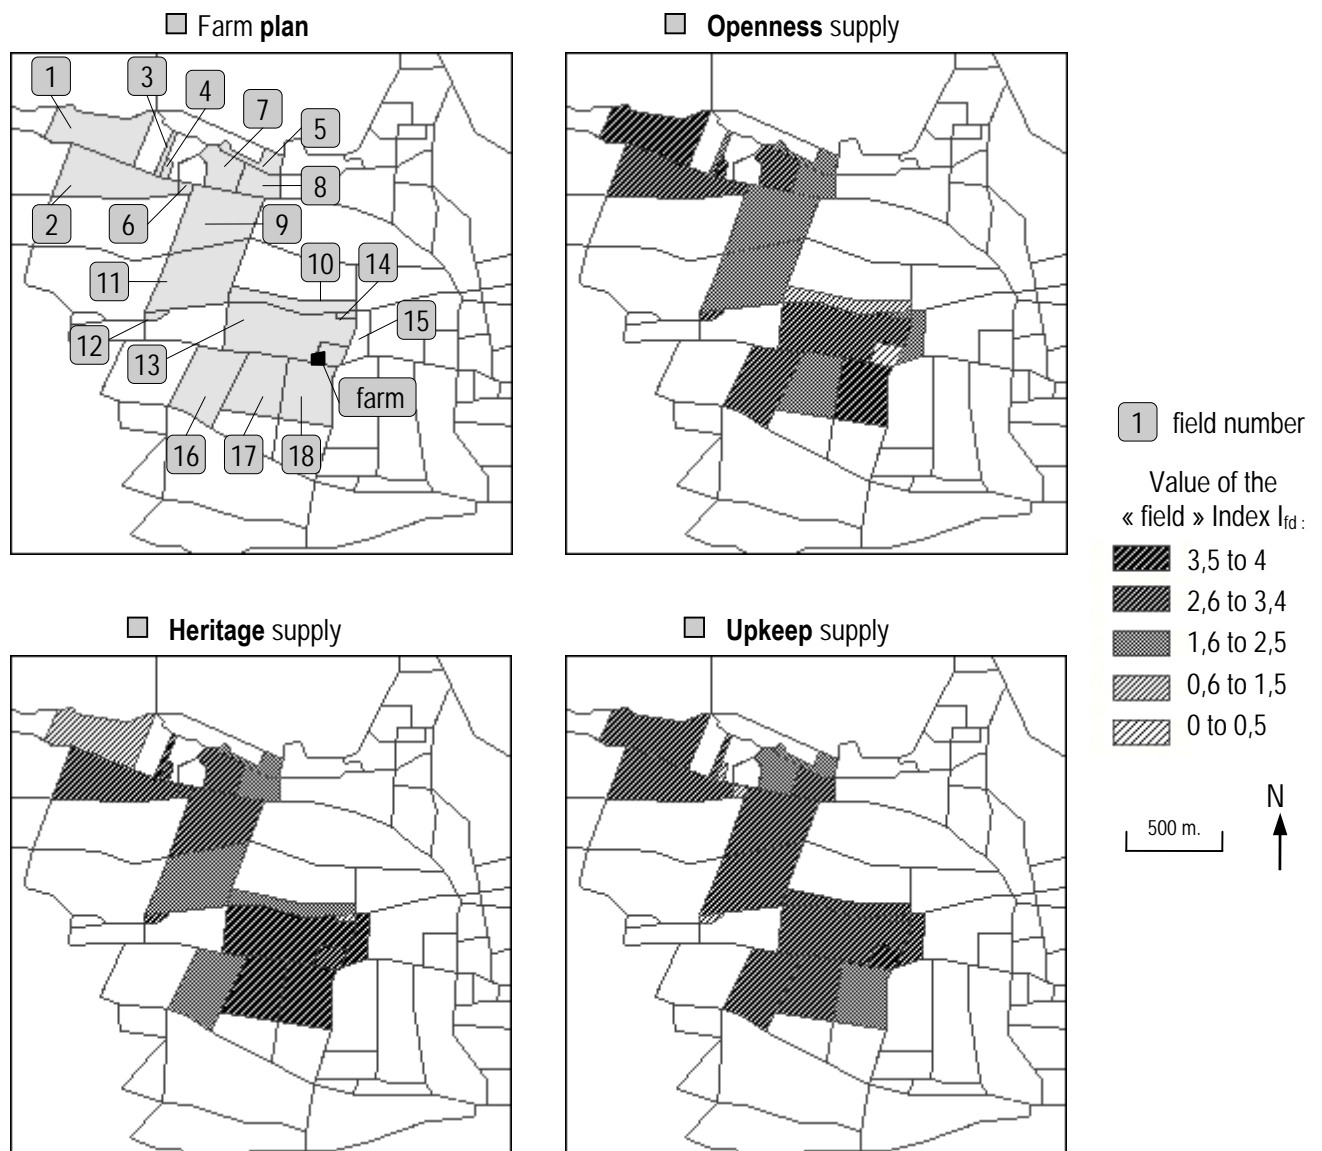 Farm plan
Openness supply
1
3
4
7
5
8
2
6
9
10
14
11
15
12
13
farm
16
17
18
1 field number
Value of the
« field » Index Ifd :
3,5 to 4
2,6 to 3,4
1,6 to 2,5
0,6 to 1,5
0 to 0,5
N
500 m.
Heritage supply
Upkeep supply